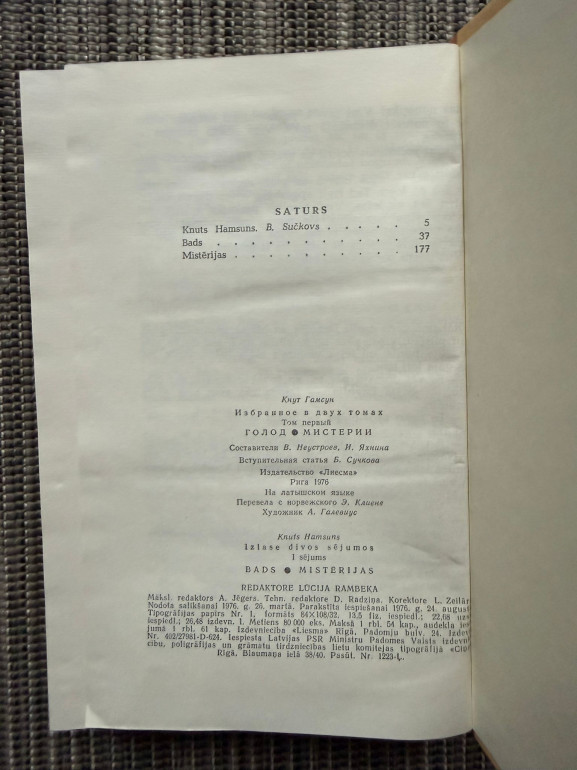 SATURS
Knuts Hamsuns. B. Sučkovs . . . . . 5
Bads . . . . . . . . . . . 37
Mistērijas . . . . . . . . . . 177
Кнут Гамсун
Избранное в двух томах
Том первый
ГОЛОД ● МИСТЕРИИ
Составители В. Неустроев, И. Яхнина
Вступительная статья Б. Сучкова
Издательство «Лиесма»
Рига 1976
На латышском языке
Перевела с норвежского Э. Клиене
Художник А. Галевиус
Knuts Hamsuns
Izlase divos sējumos
I sējums
BADS ● MISTĒRIJAS
REDAKTORE LŪCIJA RAMBEKA
Māksl. redaktors A. Jēgers. Tehn. redaktore D. Radziņa. Korektore L.
Nodota salikšanai 1976. g. 26. martā. Parakstīta iespiešanai 1976. g. 24. august
Tipogrāfijas papīrs Nr. 1, formāts 84×108/32. 13,5 fiz. iespiedl.; 22,68
iespiedl.; 26,48 izdevn. l. Metiens 80 000 eks. Maksā 1 rbl. 54 kap., audekla
jumā 1 rbl. 61 kap. Izdevniecība «Liesma» Rīgā, Padomju bulv. 24. Izdev
Nr. 402/27981-D-624. Iespiesta Latvijas PSR Ministru Padomes Valsts izdevn
cību, poligrāfijas un grāmatu tirdzniecības lietu komitejas tipogrāfijā
Rīgā, Blaumaņa ielā 38/40. Pasūt. Nr. 1223-L.